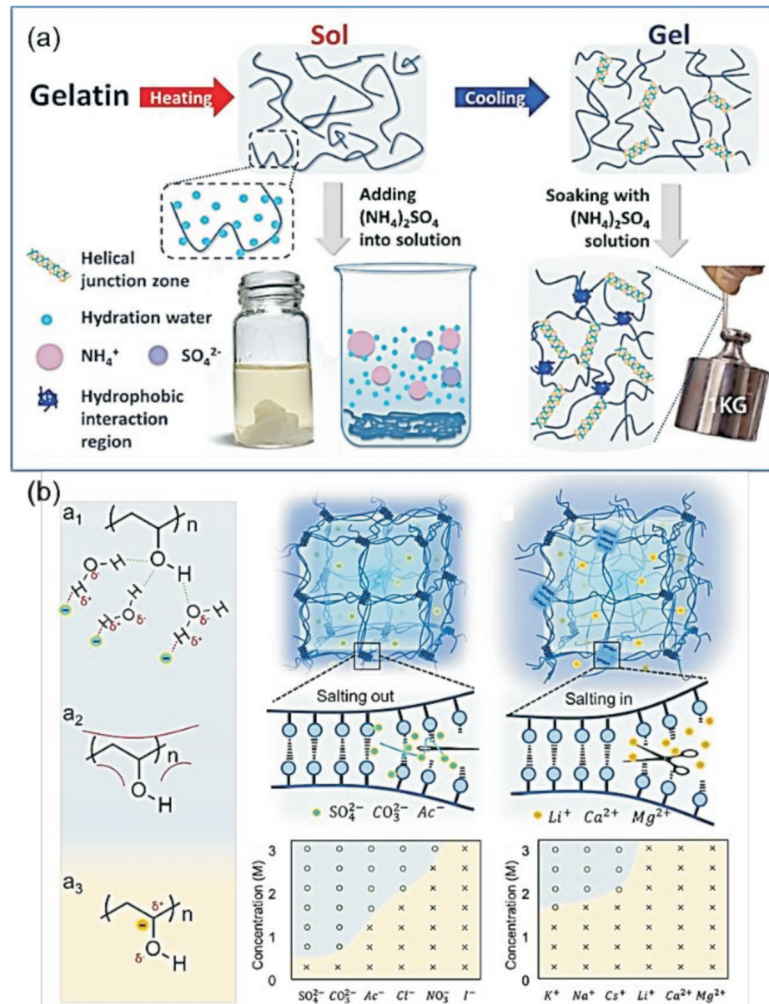 (a)
Sol
Gel
Gelatin
Heating
Cooling
Adding
(NH₄)₂SO₄
into solution
Soaking with
(NH₄)₂SO₄
solution
Helical
junction zone
Hydration water
NH₄⁺
SO₄²⁻
Hydrophobic
interaction
region
1KG
(b)
a₁
n
O
H
H O H
δ⁻
δ⁺
H O H
δ⁺
δ⁻
H O H
δ⁻
δ⁺
a₂
n
O H
a₃
n
δ⁺
O H
δ⁻
Salting out
Salting in
SO₄²⁻ CO₃²⁻ Ac⁻
Li⁺ Ca²⁺ Mg²⁺
Concentration (M)
3
2
1
0
SO₄²⁻ CO₃²⁻ Ac⁻ Cl⁻ NO₃⁻ I⁻
Concentration (M)
3
2
1
0
K⁺ Na⁺ Cs⁺ Li⁺ Ca²⁺ Mg²⁺